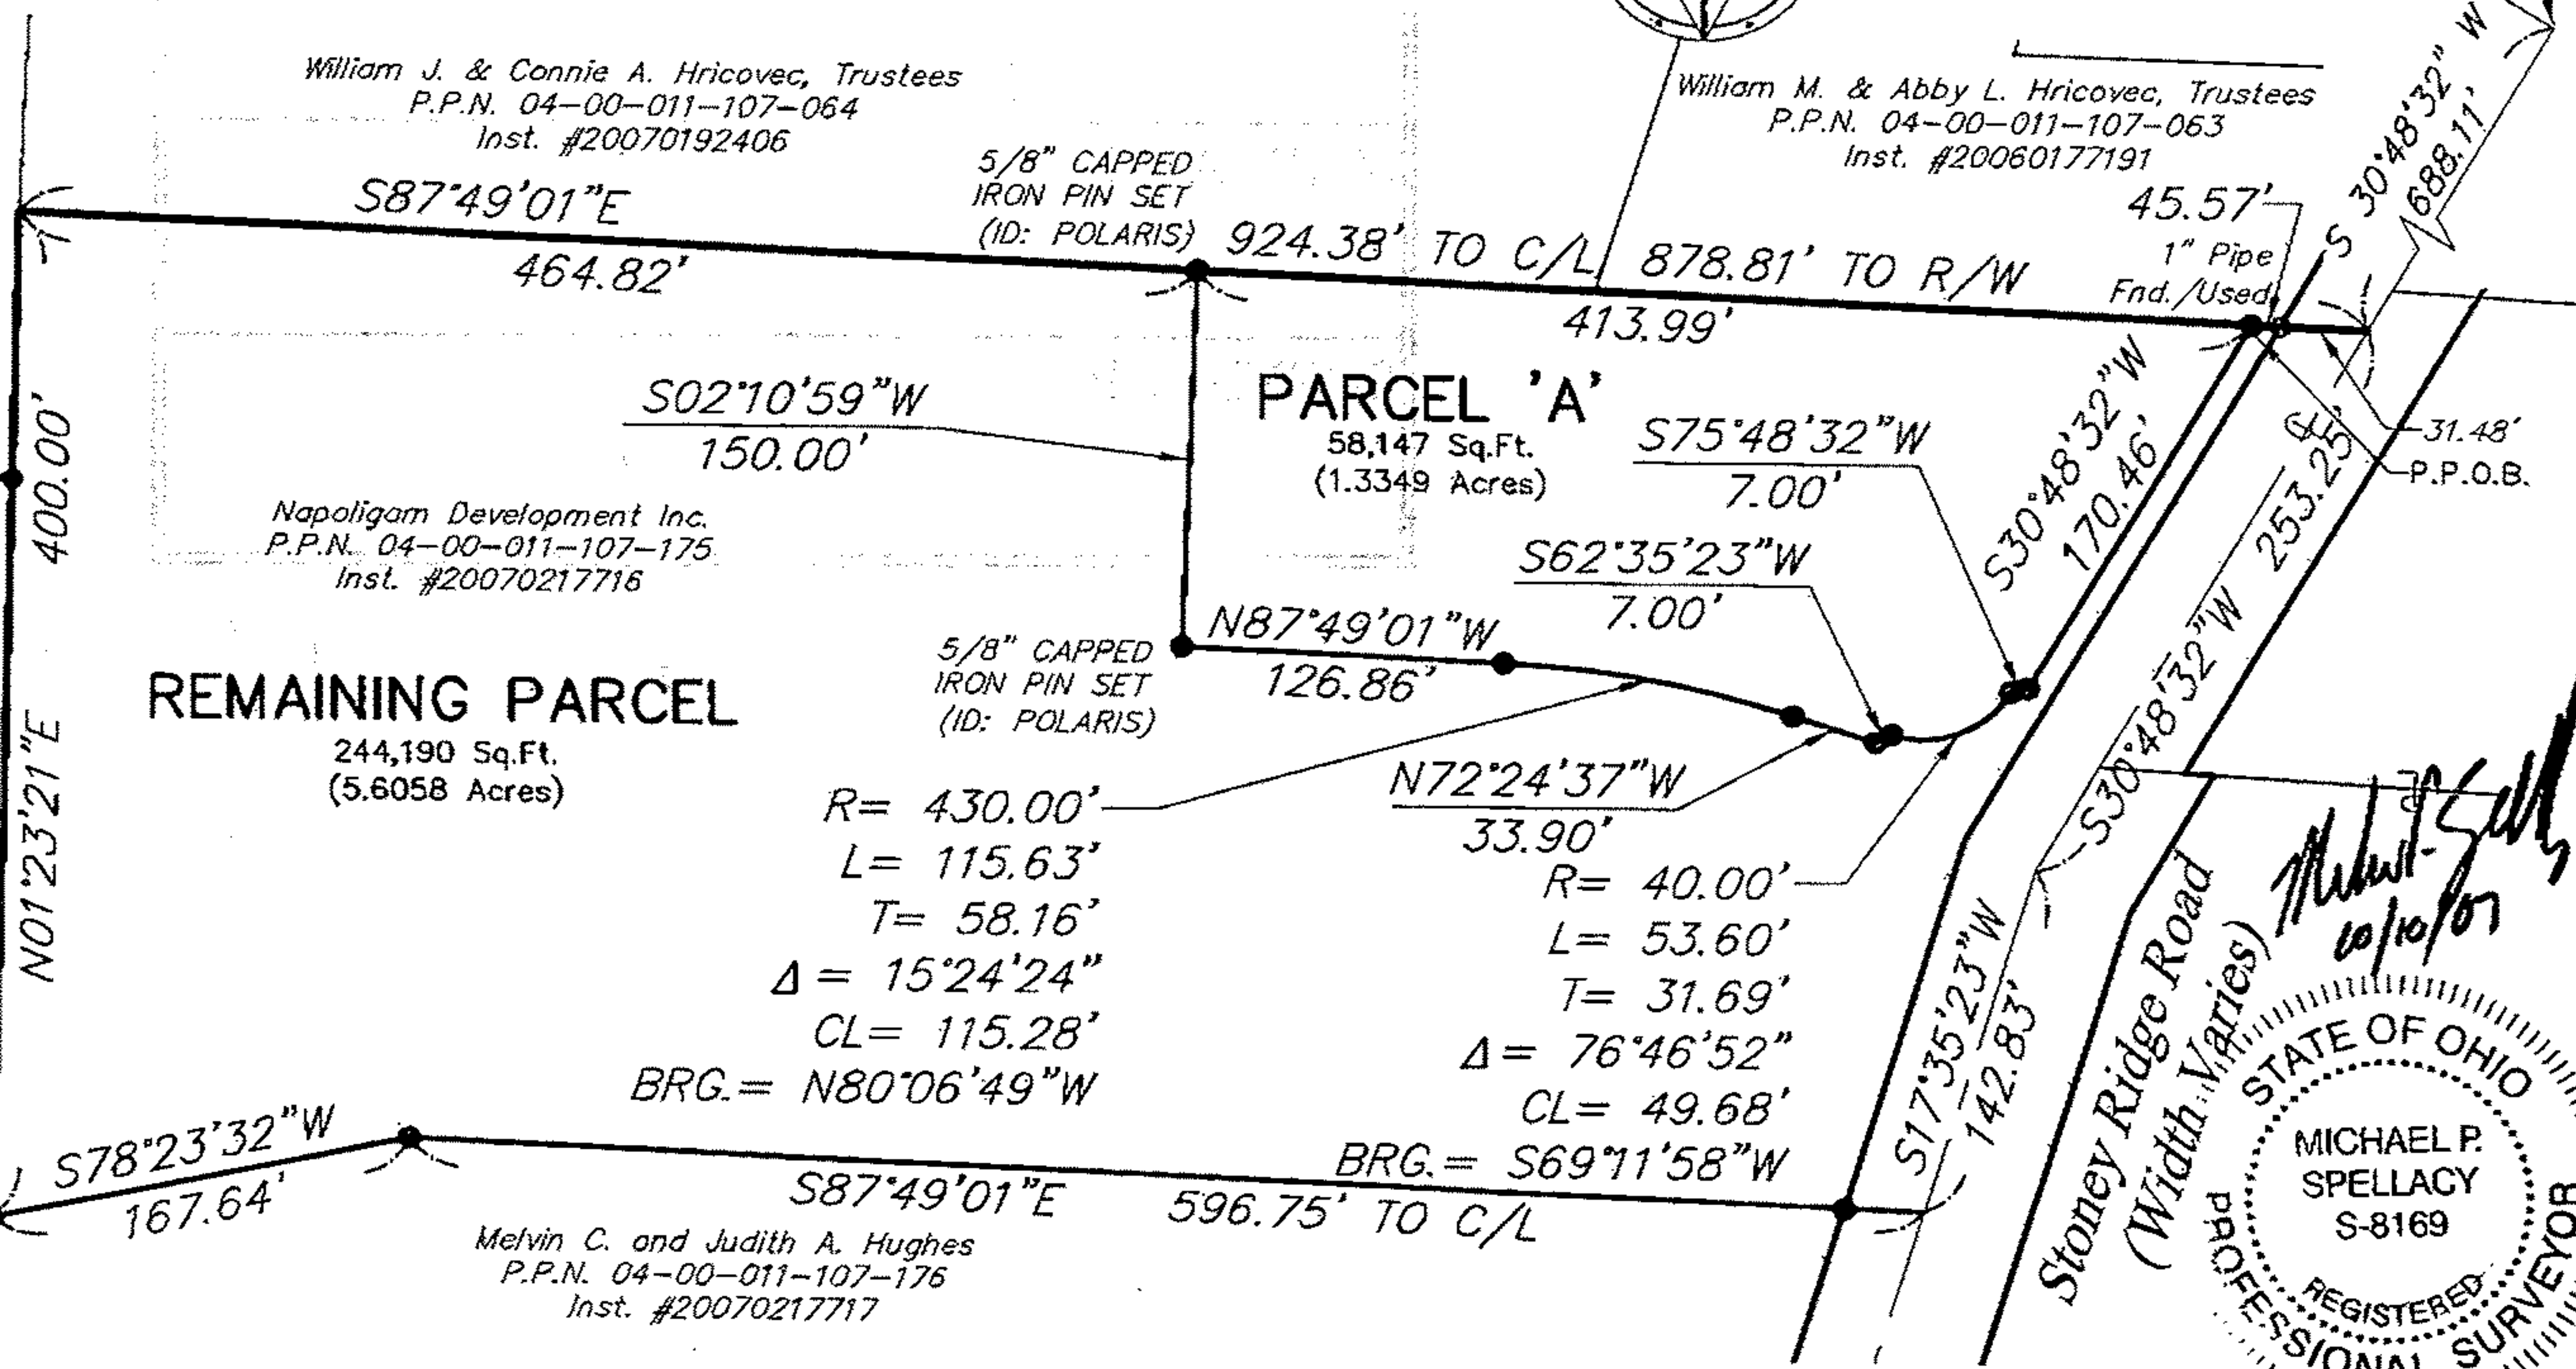 William J. & Connie A. Hricovec, Trustees
P.P.N. 04-00-011-107-064
Inst. #20070192406
William M. & Abby L. Hricovec, Trustees
P.P.N. 04-00-011-107-063
Inst. #20060177191
S 30°48'32" W
688.11'
5/8" CAPPED
IRON PIN SET
(ID: POLARIS)
45.57'
1" Pipe
Fnd./Used
S87°49'01"E
464.82'
924.38' TO C/L
878.81' TO R/W
413.99'
400.00'
N01°23'21"E
S02°10'59"W
150.00'
PARCEL 'A'
58,147 Sq.Ft.
(1.3349 Acres)
S75°48'32"W
7.00'
S30°48'32"W
170.46'
31.48'
P.P.O.B.
Napoligam Development Inc.
P.P.N. 04-00-011-107-175
Inst. #20070217716
S62°35'23"W
7.00'
S30°48'32"W 253.25'
N87°49'01"W
126.86'
5/8" CAPPED
IRON PIN SET
(ID: POLARIS)
REMAINING PARCEL
244,190 Sq.Ft.
(5.6058 Acres)
N72°24'37"W
33.90'
R= 430.00'
L= 115.63'
T= 58.16'
Δ = 15°24'24"
CL= 115.28'
BRG.= N80°06'49"W
R= 40.00'
L= 53.60'
T= 31.69'
Δ= 76°46'52"
CL= 49.68'
BRG.= S69°11'58"W
S17°35'23"W
142.83'
Stoney Ridge Road
(Width Varies)
10/10/07
S78°23'32"W
167.64'
S87°49'01"E
596.75' TO C/L
Melvin C. and Judith A. Hughes
P.P.N. 04-00-011-107-176
Inst. #20070217717
STATE OF OHIO
MICHAEL P.
SPELLACY
S-8169
REGISTERED
PROFESSIONAL SURVEYOR